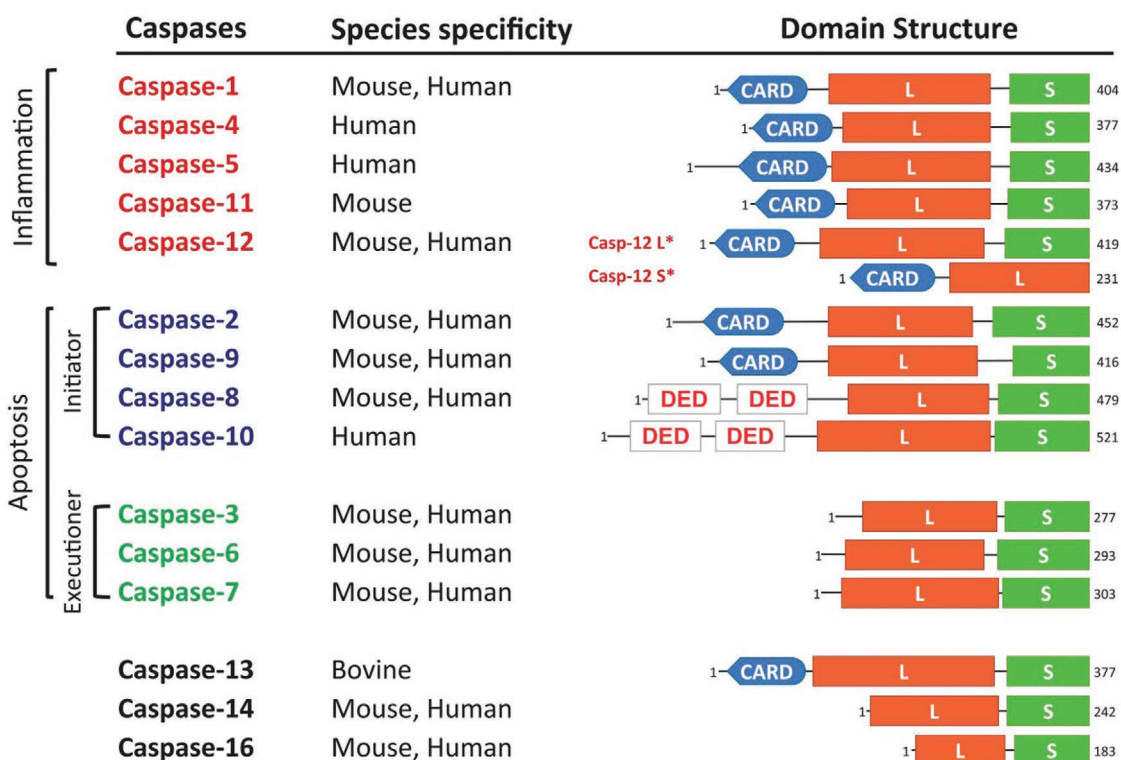 Caspases Species specificity Domain Structure
Inflammation
Caspase-1 Mouse, Human 1 CARD L S 404
Caspase-4 Human 1 CARD L S 377
Caspase-5 Human 1 CARD L S 434
Caspase-11 Mouse 1 CARD L S 373
Caspase-12 Mouse, Human Casp-12 L* 1 CARD L S 419
Casp-12 S* 1 CARD L 231
Apoptosis
Initiator
Caspase-2 Mouse, Human 1 CARD L S 452
Caspase-9 Mouse, Human 1 CARD L S 416
Caspase-8 Mouse, Human 1 DED DED L S 479
Caspase-10 Human 1 DED DED L S 521
Executioner
Caspase-3 Mouse, Human 1 L S 277
Caspase-6 Mouse, Human 1 L S 293
Caspase-7 Mouse, Human 1 L S 303
Caspase-13 Bovine 1 CARD L S 377
Caspase-14 Mouse, Human 1 L S 242
Caspase-16 Mouse, Human 1 L S 183